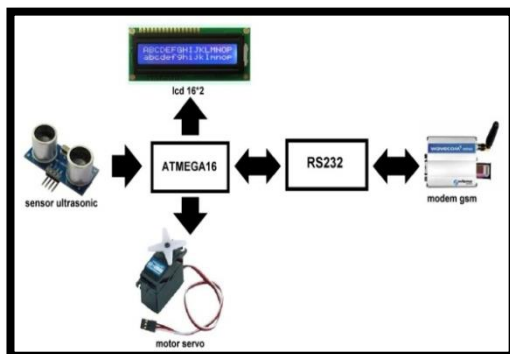 ABCDEFGHIJKLMNOP
abcdefghijklmnop
lcd 16*2
ATMEGA16
RS232
sensor ultrasonic
modem gsm
motor servo